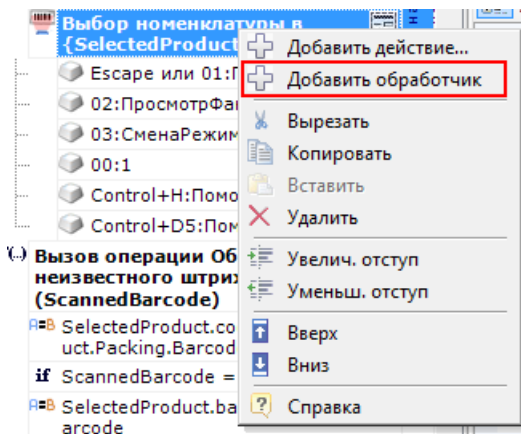 Выбор номенклатуры в
{SelectedProduct
Добавить действие...
Escape или 01:
Добавить обработчик
02:Просмотр
03:СменаРежим
Вырезать
00:1
Копировать
Control+H:Помо
Вставить
Control+D5:Пом
Удалить
Вызов операции Об
неизвестного штрих
(ScannedBarcode)
Увелич. отступ
Уменьш. отступ
A=B SelectedProduct.co
uct.Packing.Barcod
Вверх
if ScannedBarcode =
Вниз
A=B SelectedProduct.ba
arcode
Справка